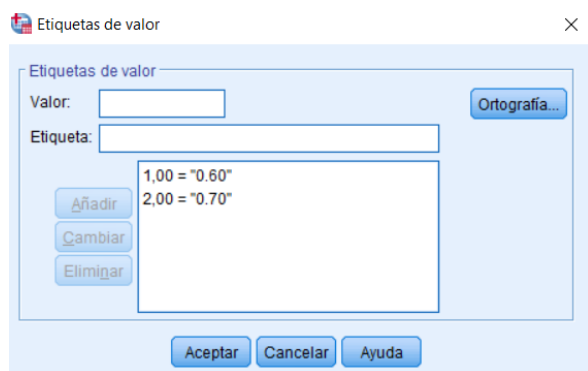 Etiquetas de valor
Etiquetas de valor
Valor:
Ortografía...
Etiqueta:
1,00 = "0.60"
2,00 = "0.70"
Añadir
Cambiar
Eliminar
Aceptar Cancelar Ayuda